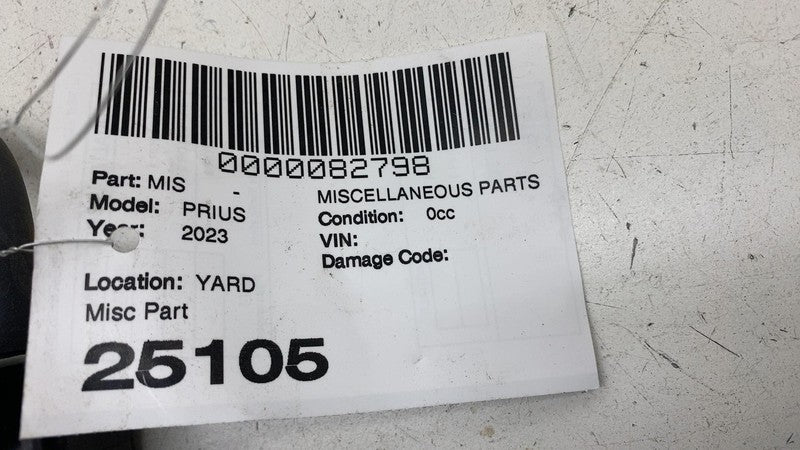 0000082798
Part: MIS -
MISCELLANEOUS PARTS
Model: PRIUS
Condition: 0cc
Year: 2023
VIN:
Damage Code:
Location: YARD
Misc Part
25105